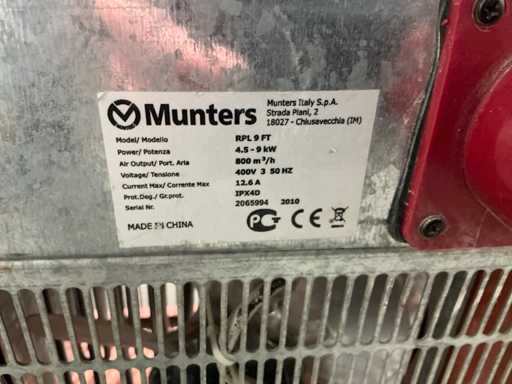 Munters
Munters Italy S.p.A.
Strada Piani, 2
18027 - Chiusavecchia (IM)
Model/ Modello RPL 9 FT
Power/ Potenza 4.5 - 9 kW
Air Output/ Port. Aria 800 m³/h
Voltage/ Tensione 400V 3 50 HZ
Current Max/ Corrente Max 12.6 A
Prot.Deg./ Gr.prot. IPX4D
Serial Nr. 2065994 2010
MADE IN CHINA
CE